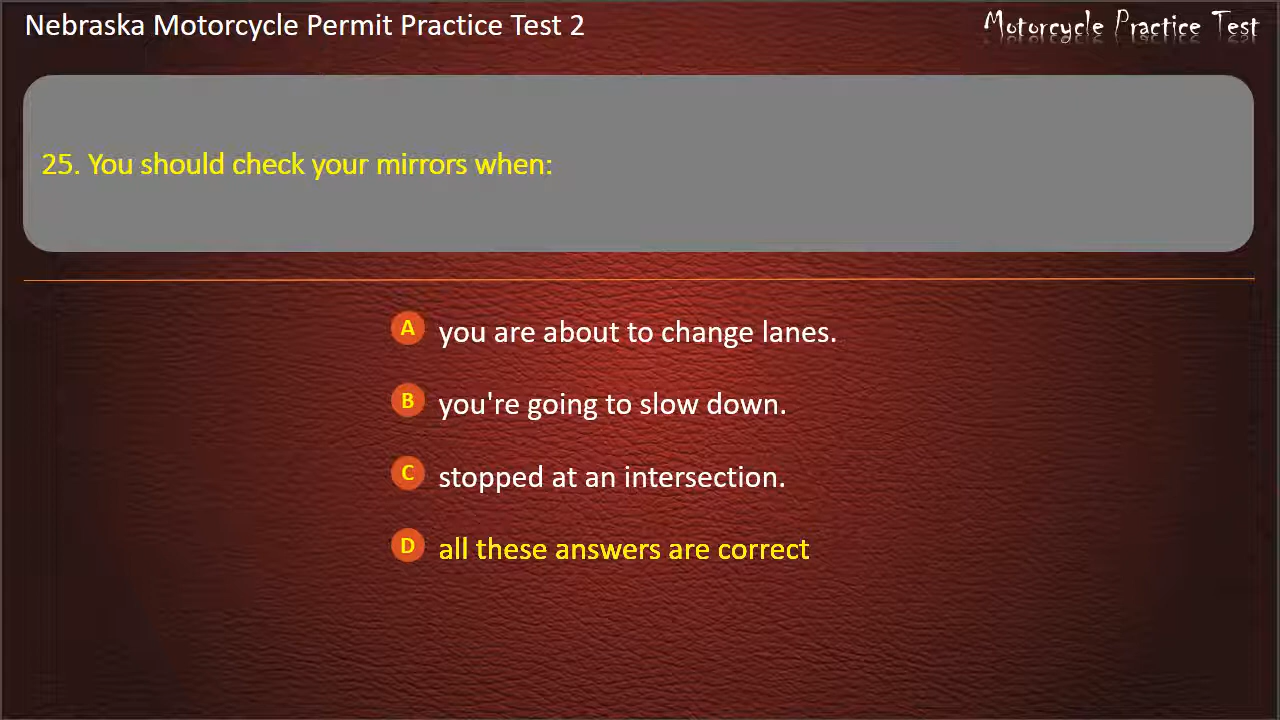 Nebraska Motorcycle Permit Practice Test 2
Motorcycle Practice Test
25. You should check your mirrors when:
A you are about to change lanes.
B you're going to slow down.
C stopped at an intersection.
D all these answers are correct